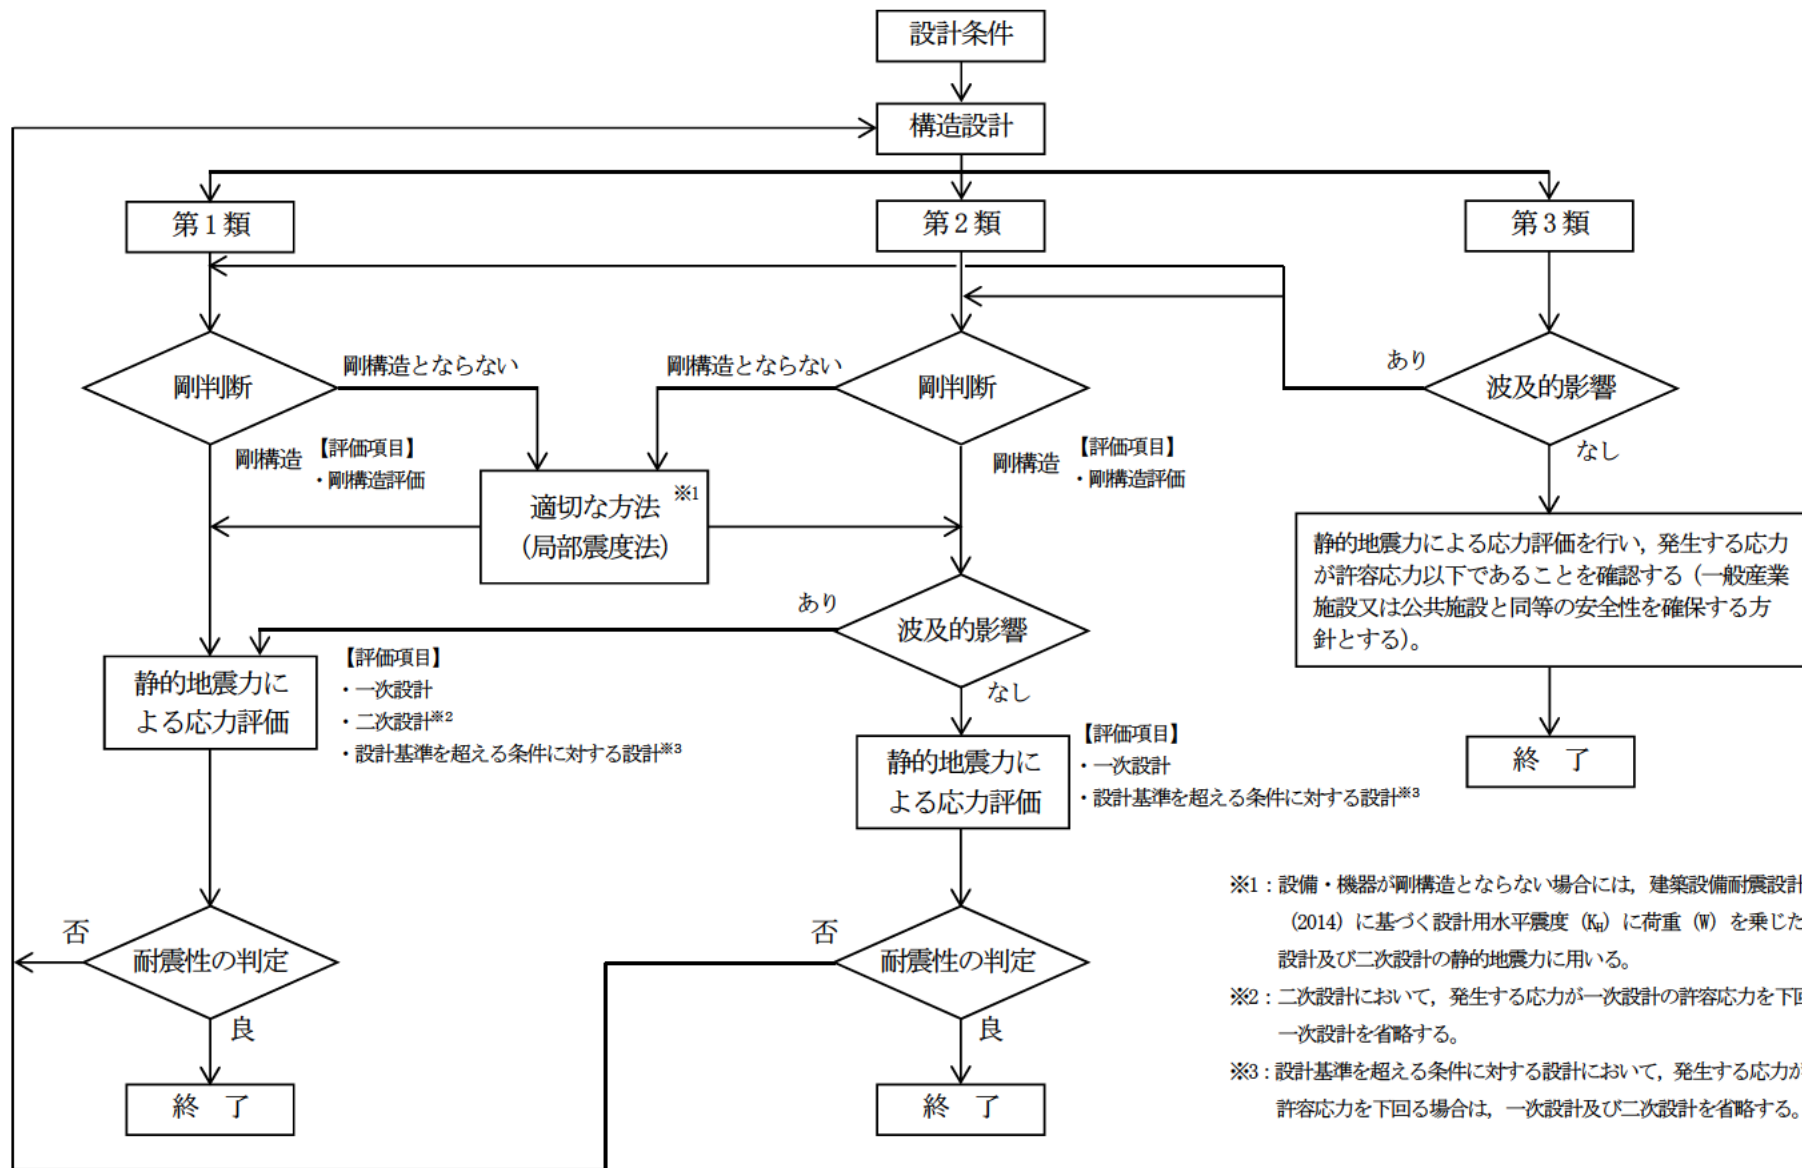 設計条件
構造設計
第1類
第2類
第3類
剛判断
剛構造とならない
剛構造とならない
剛判断
あり
波及的影響
剛構造
【評価項目】
・剛構造評価
剛構造
【評価項目】
・剛構造評価
なし
適切な方法※1
(局部震度法)
静的地震力による応力評価を行い，発生する応力
が許容応力以下であることを確認する（一般産業
施設又は公共施設と同等の安全性を確保する方
針とする）。
あり
波及的影響
なし
静的地震力に
よる応力評価
【評価項目】
・一次設計
・二次設計※2
・設計基準を超える条件に対する設計※3
静的地震力に
よる応力評価
【評価項目】
・一次設計
・設計基準を超える条件に対する設計※3
終　了
否
耐震性の判定
良
終　了
否
耐震性の判定
良
終　了
※1：設備・機器が剛構造とならない場合には，建築設備耐震設計
（2014）に基づく設計用水平震度（KH）に荷重（W）を乗じた
設計及び二次設計の静的地震力に用いる。
※2：二次設計において，発生する応力が一次設計の許容応力を下回
一次設計を省略する。
※3：設計基準を超える条件に対する設計において，発生する応力が
許容応力を下回る場合は，一次設計及び二次設計を省略する。